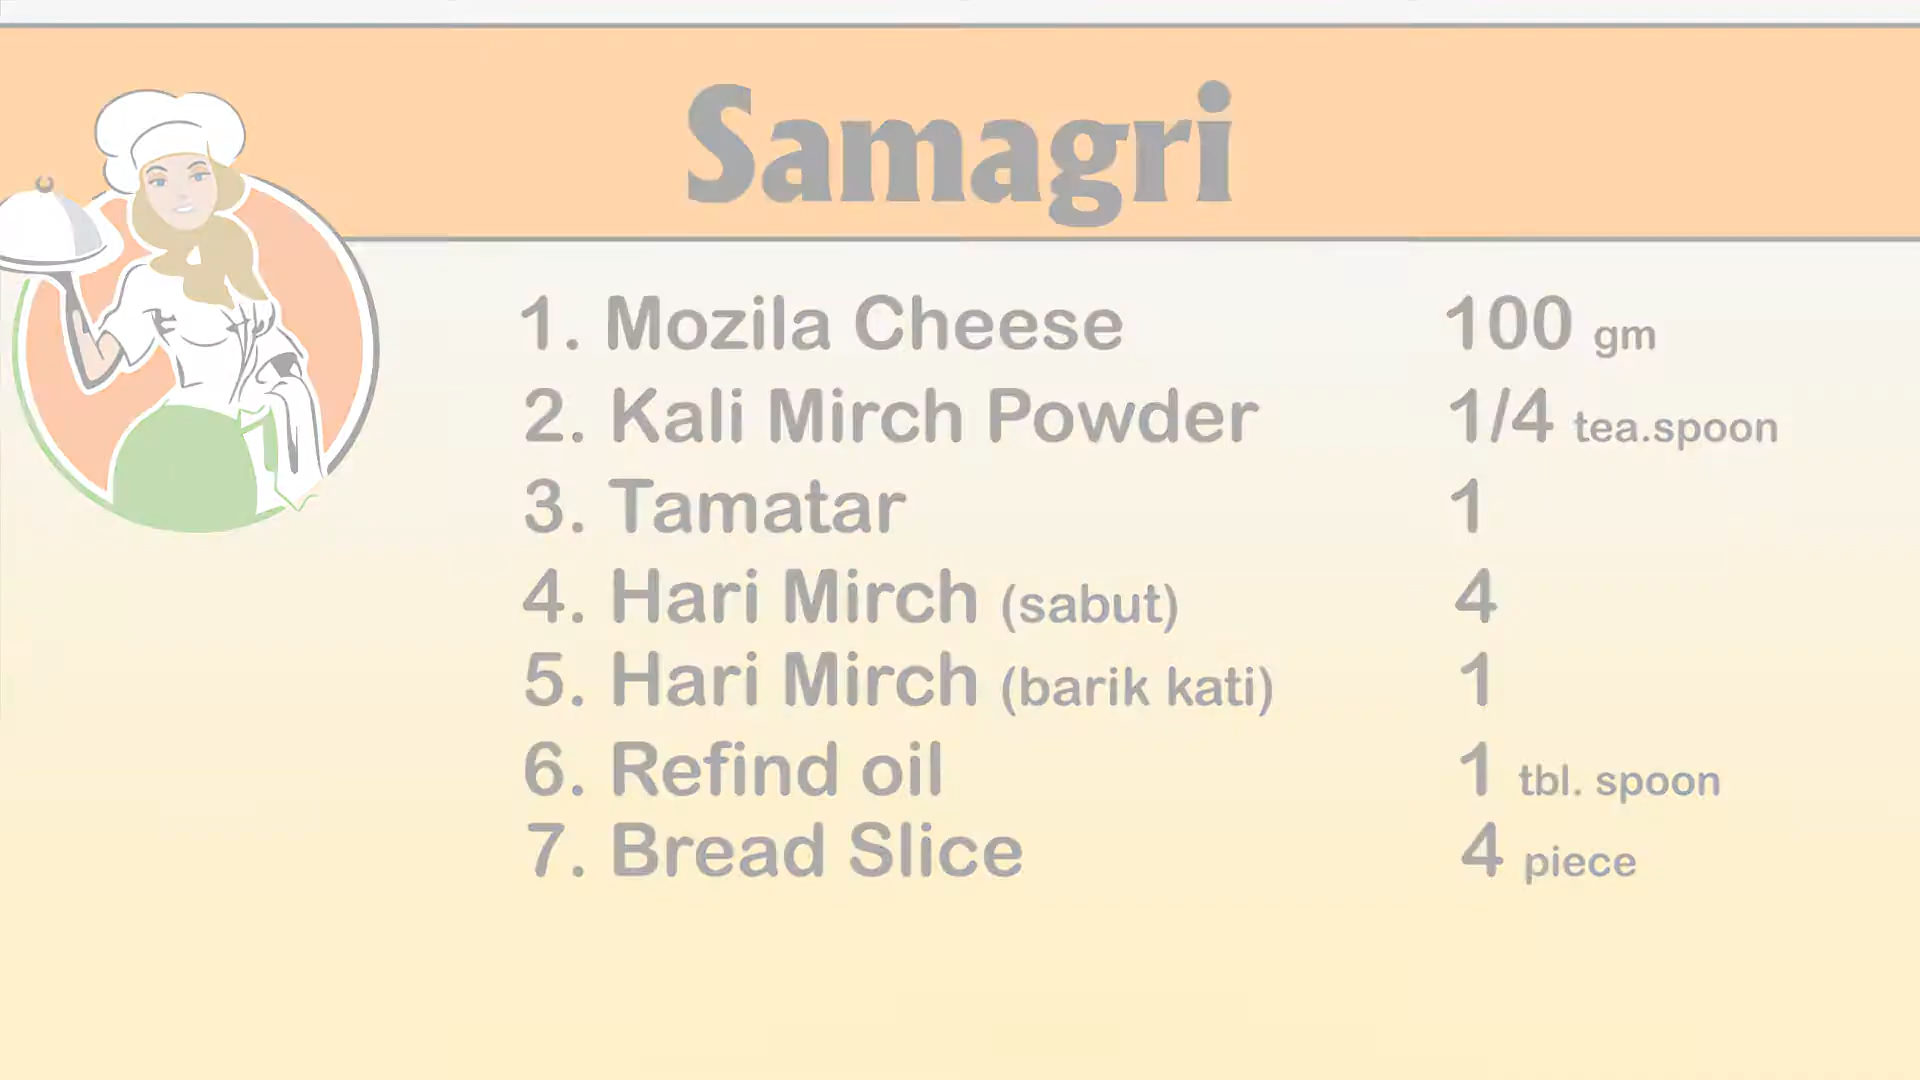 Samagri
1. Mozila Cheese 100 gm
2. Kali Mirch Powder 1/4 tea.spoon
3. Tamatar 1
4. Hari Mirch (sabut) 4
5. Hari Mirch (barik kati) 1
6. Refind oil 1 tbl. spoon
7. Bread Slice 4 piece